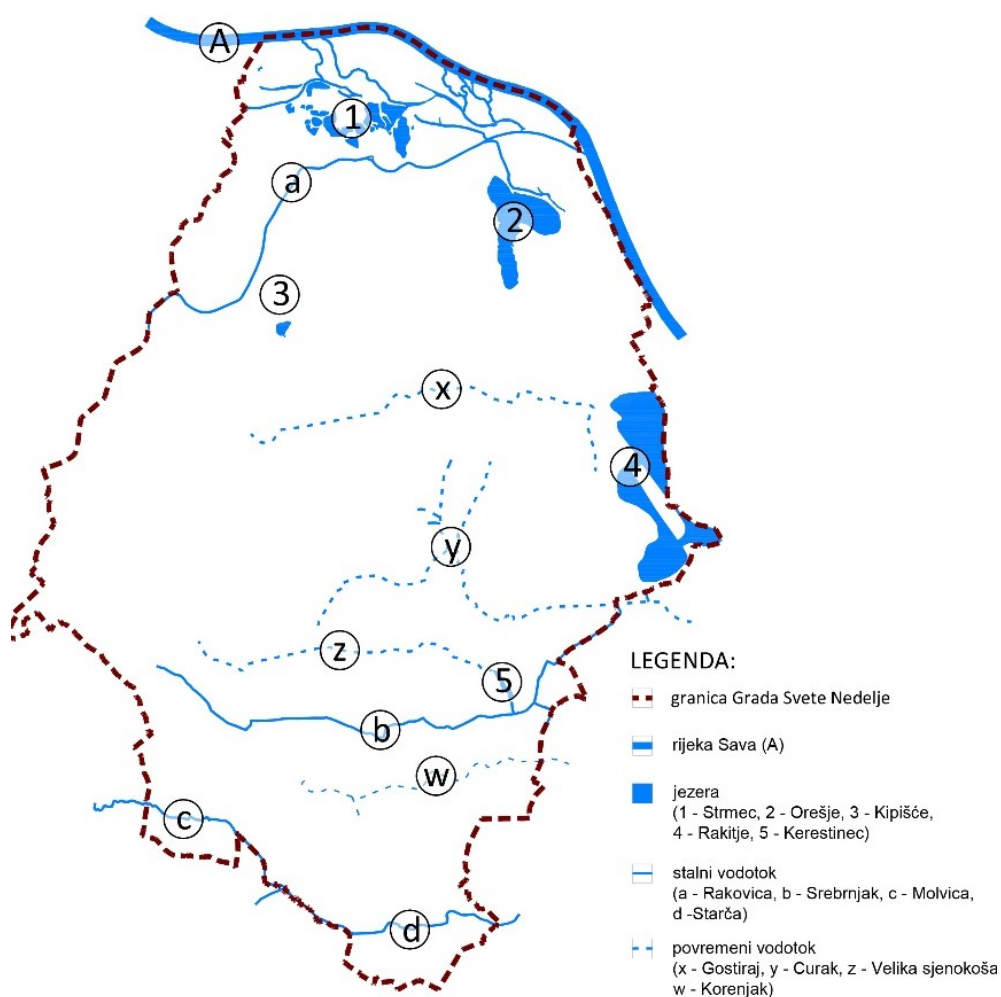 A
1
a
2
3
x
4
y
z
5
b
w
c
d
LEGENDA:
granica Grada Svete Nedelje
rijeka Sava (A)
jezera
(1 - Strmec, 2 - Orešje, 3 - Kipišće,
4 - Rakitje, 5 - Kerestinec)
stalni vodotok
(a - Rakovica, b - Srebrnjak, c - Molvica,
d -Starča)
povremeni vodotok
(x - Gostiraj, y - Curak, z - Velika sjenokoša
w - Korenjak)